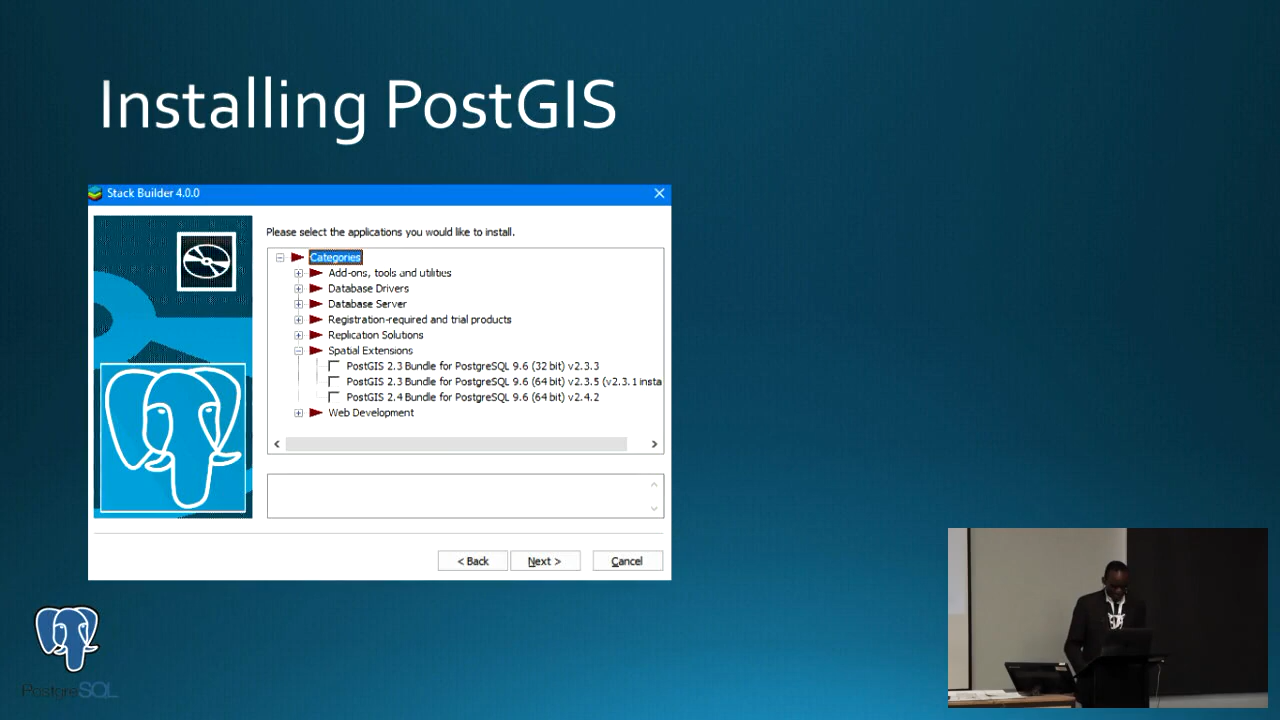 Installing PostGIS
Stack Builder 4.0.0
Please select the applications you would like to install.
Categories
Add-ons, tools and utilities
Database Drivers
Database Server
Registration-required and trial products
Replication Solutions
Spatial Extensions
PostGIS 2.3 Bundle for PostgreSQL 9.6 (32 bit) v2.3.3
PostGIS 2.3 Bundle for PostgreSQL 9.6 (64 bit) v2.3.5 (v2.3.1 insta
PostGIS 2.4 Bundle for PostgreSQL 9.6 (64 bit) v2.4.2
Web Development
< Back Next > Cancel
PostgreSQL